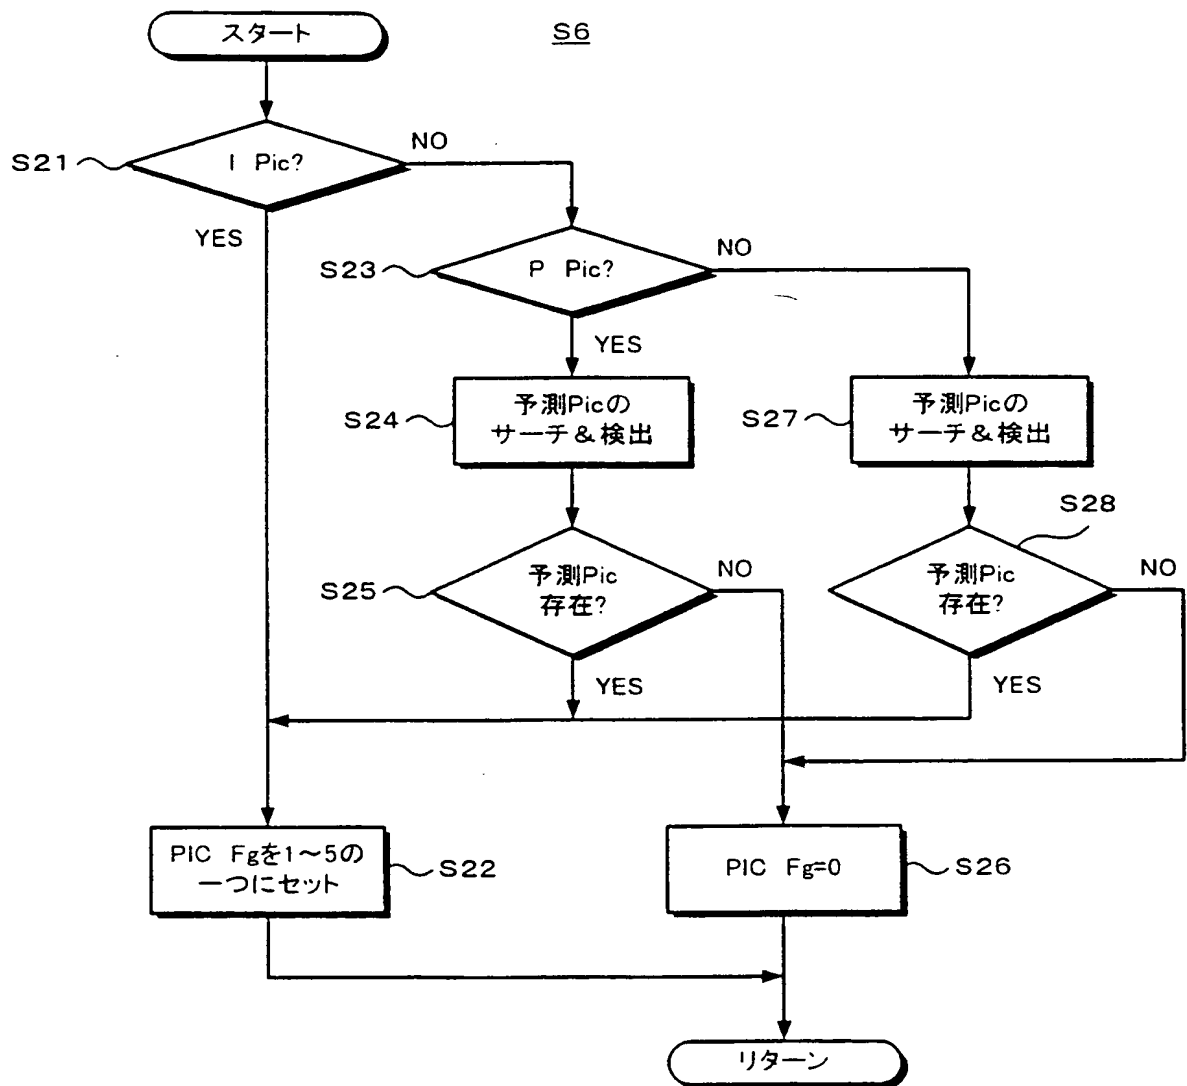 スタート
S6
S21
I Pic?
NO
YES
S23
P Pic?
NO
YES
S24
予測Picの
サーチ&検出
S27
予測Picの
サーチ&検出
S25
予測Pic
存在?
NO
YES
S28
予測Pic
存在?
NO
YES
PIC Fgを1~5の
一つにセット
S22
PIC Fg=0
S26
リターン